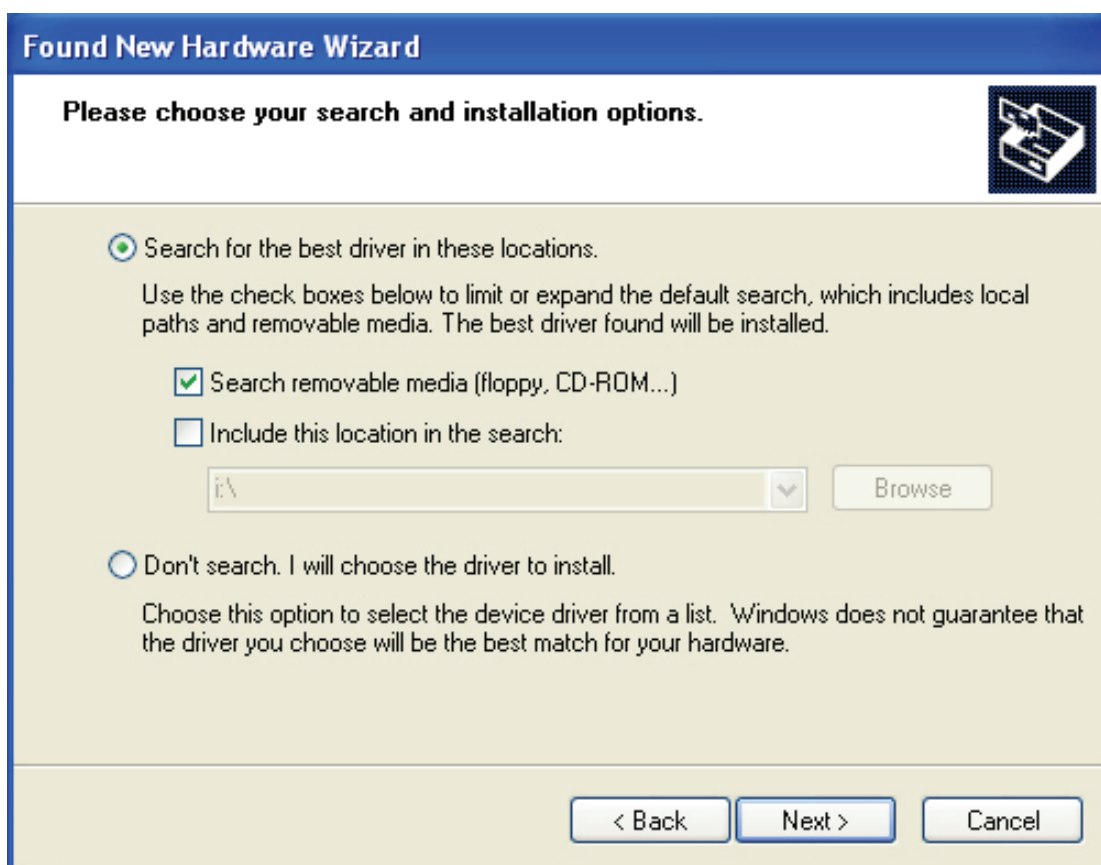 Found New Hardware Wizard
Please choose your search and installation options.
Search for the best driver in these locations.
Use the check boxes below to limit or expand the default search, which includes local
paths and removable media. The best driver found will be installed.
Search removable media (floppy, CD-ROM...)
Include this location in the search:
i:\
Browse
Don't search. I will choose the driver to install.
Choose this option to select the device driver from a list.  Windows does not guarantee that
the driver you choose will be the best match for your hardware.
< Back
Next >
Cancel